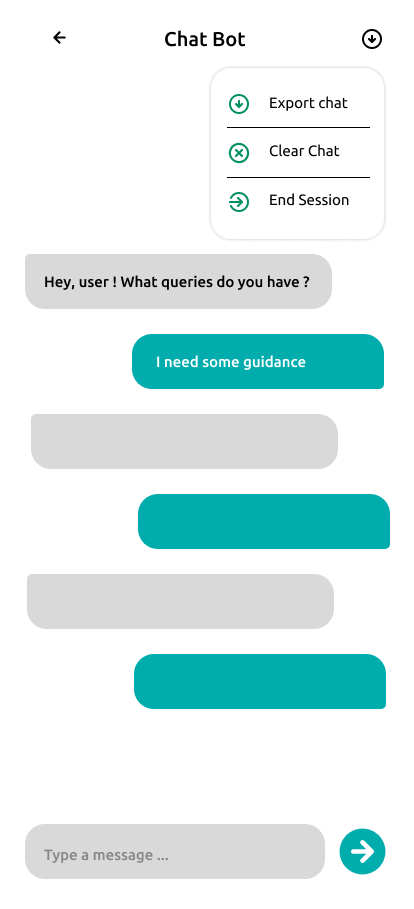 Chat Bot
Export chat
Clear Chat
End Session
Hey, user ! What queries do you have ?
I need some guidance
Type a message ...